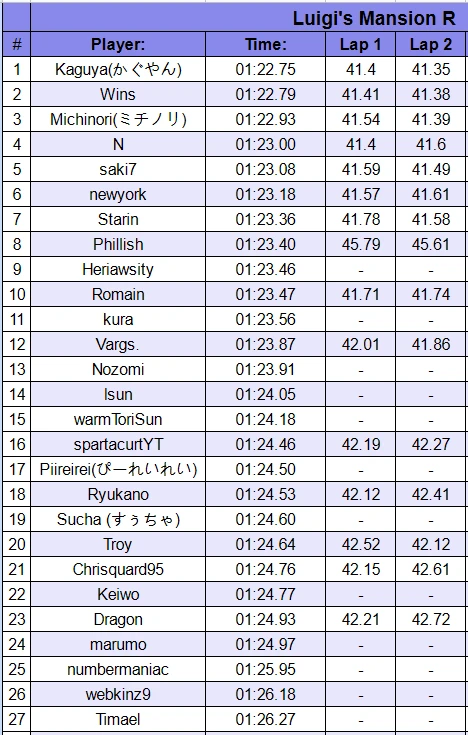 Luigi's Mansion R
# Player: Time: Lap 1 Lap 2
1 Kaguya(かぐやん) 01:22.75 41.4 41.35
2 Wins 01:22.79 41.41 41.38
3 Michinori(ミチノリ) 01:22.93 41.54 41.39
4 N 01:23.00 41.4 41.6
5 saki7 01:23.08 41.59 41.49
6 newyork 01:23.18 41.57 41.61
7 Starin 01:23.36 41.78 41.58
8 Phillish 01:23.40 45.79 45.61
9 Heriawsity 01:23.46 - -
10 Romain 01:23.47 41.71 41.74
11 kura 01:23.56 - -
12 Vargs. 01:23.87 42.01 41.86
13 Nozomi 01:23.91 - -
14 Isun 01:24.05 - -
15 warmToriSun 01:24.18 - -
16 spartacurtYT 01:24.46 42.19 42.27
17 Piireirei(ぴーれいれい) 01:24.50 - -
18 Ryukano 01:24.53 42.12 42.41
19 Sucha (すぅちゃ) 01:24.60 - -
20 Troy 01:24.64 42.52 42.12
21 Chrisquard95 01:24.76 42.15 42.61
22 Keiwo 01:24.77 - -
23 Dragon 01:24.93 42.21 42.72
24 marumo 01:24.97 - -
25 numbermaniac 01:25.95 - -
26 webkinz9 01:26.18 - -
27 Timael 01:26.27 - -